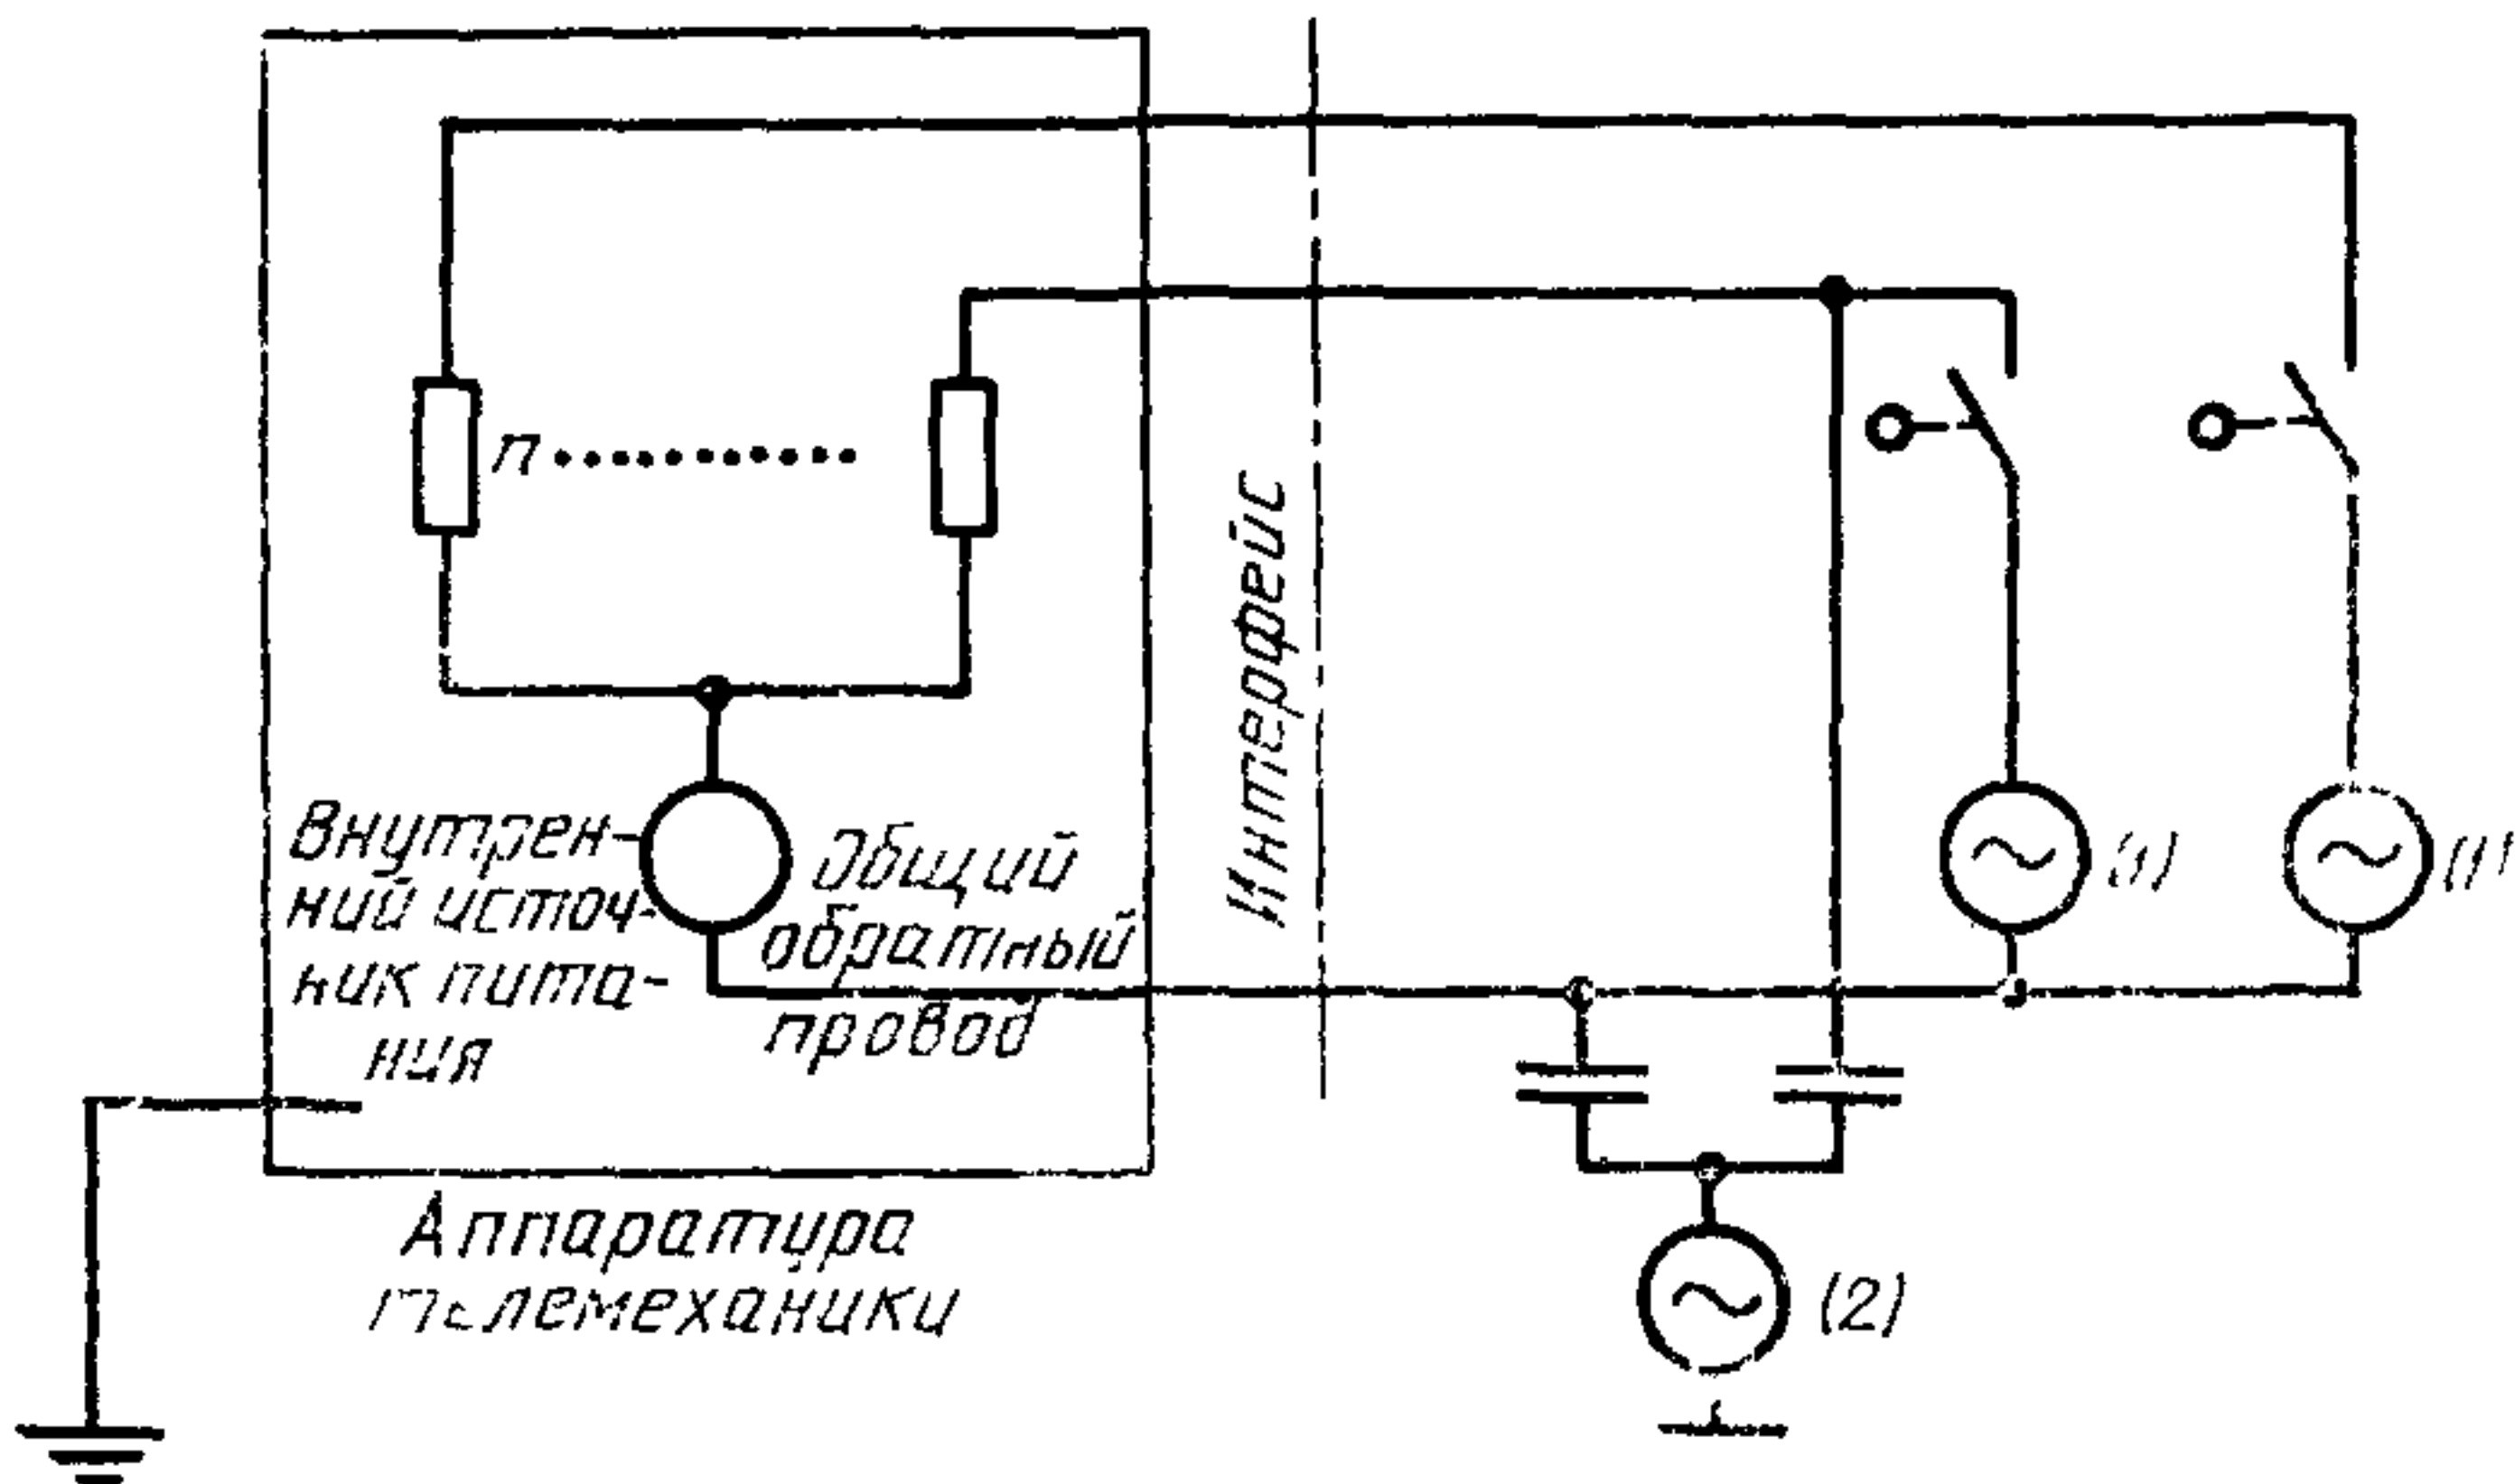 п
Интерфейс
Внутрен-
ний источ-
ник пита-
ния
Общий
обратный
провод
(1)
(1)
(2)
Аппаратура
телемеханики